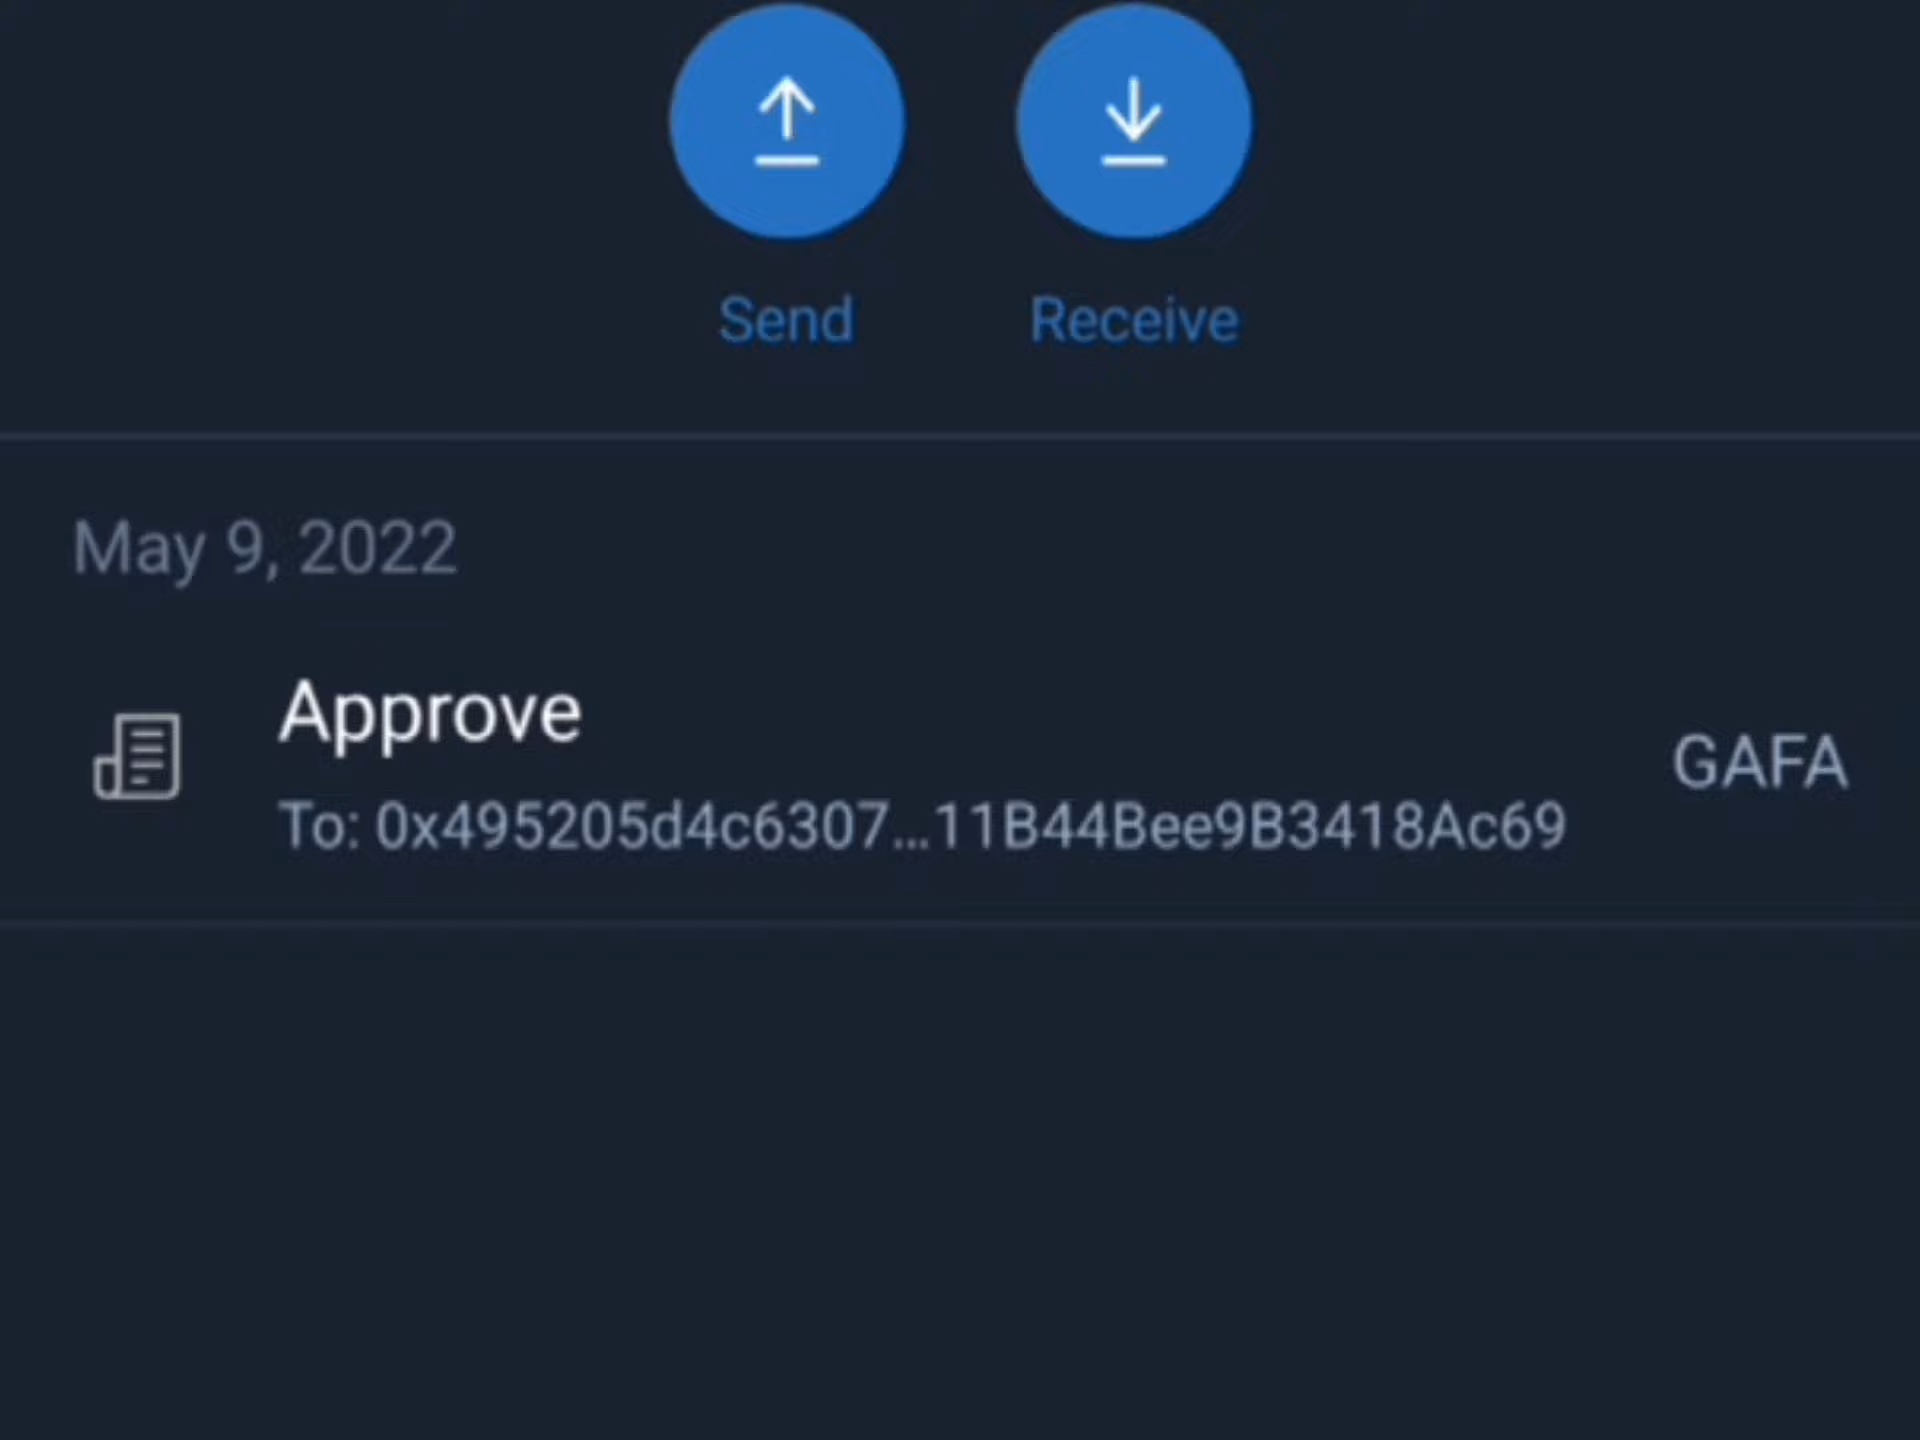 Send
Receive
May 9, 2022
Approve
GAFA
To: 0x495205d4c6307...11B44Bee9B3418Ac69